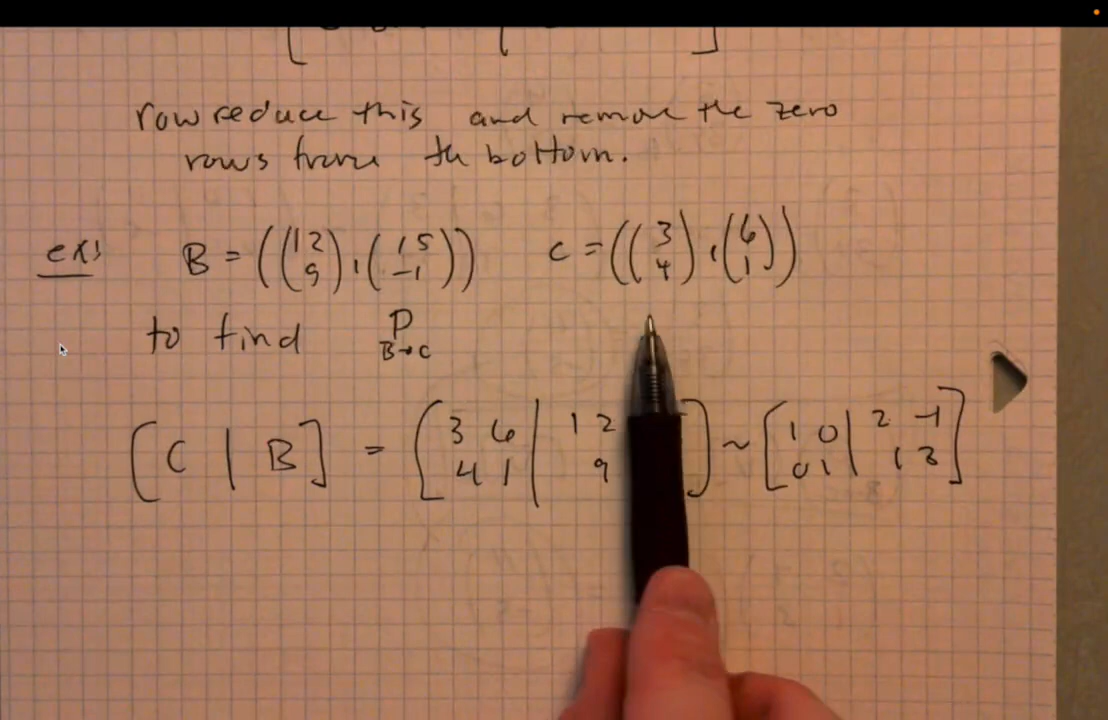 row reduce this and remove the zero
rows from the bottom.
ex: B = ((12 9), (15 -1)) C = ((3 4), (6 1))
to find P B→C
[C | B] = [3 6 | 12 ] ~ [1 0 | 2 -1]
[4 1 | 9 ] [0 1 | 1 3]